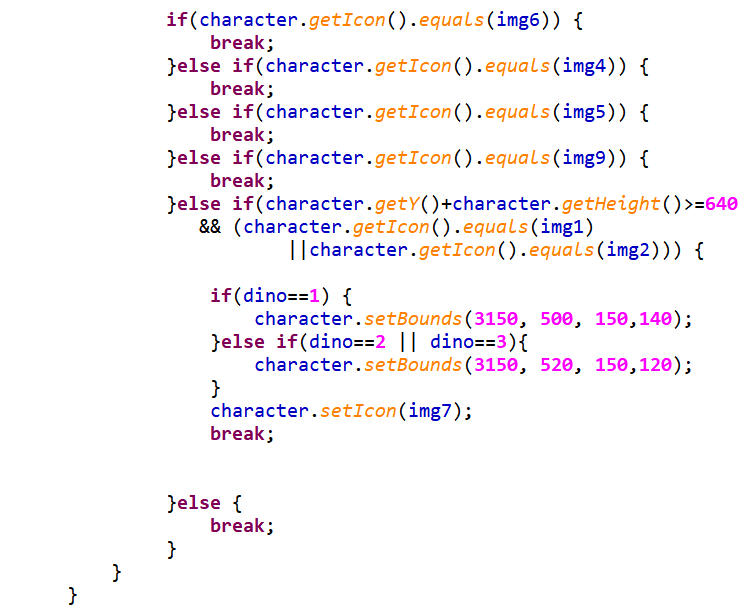 if(character.getIcon().equals(img6)) {
break;
}else if(character.getIcon().equals(img4)) {
break;
}else if(character.getIcon().equals(img5)) {
break;
}else if(character.getIcon().equals(img9)) {
break;
}else if(character.getY()+character.getHeight()>=640
&& (character.getIcon().equals(img1)
||character.getIcon().equals(img2))) {
if(dino==1) {
character.setBounds(3150, 500, 150,140);
}else if(dino==2 || dino==3){
character.setBounds(3150, 520, 150,120);
}
character.setIcon(img7);
break;
}else {
break;
}
}
}